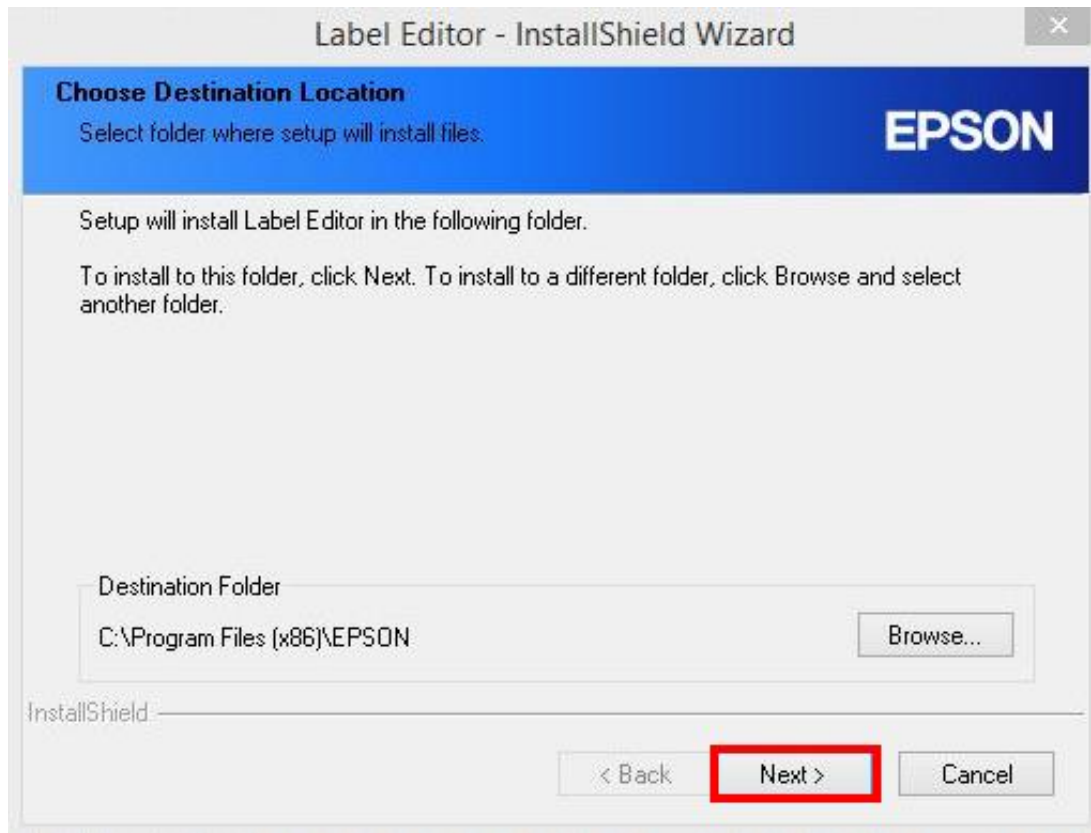 Label Editor - InstallShield Wizard
Choose Destination Location
Select folder where setup will install files.
EPSON
Setup will install Label Editor in the following folder.
To install to this folder, click Next. To install to a different folder, click Browse and select
another folder.
Destination Folder
C:\Program Files (x86)\EPSON
Browse...
InstallShield
< Back
Next >
Cancel